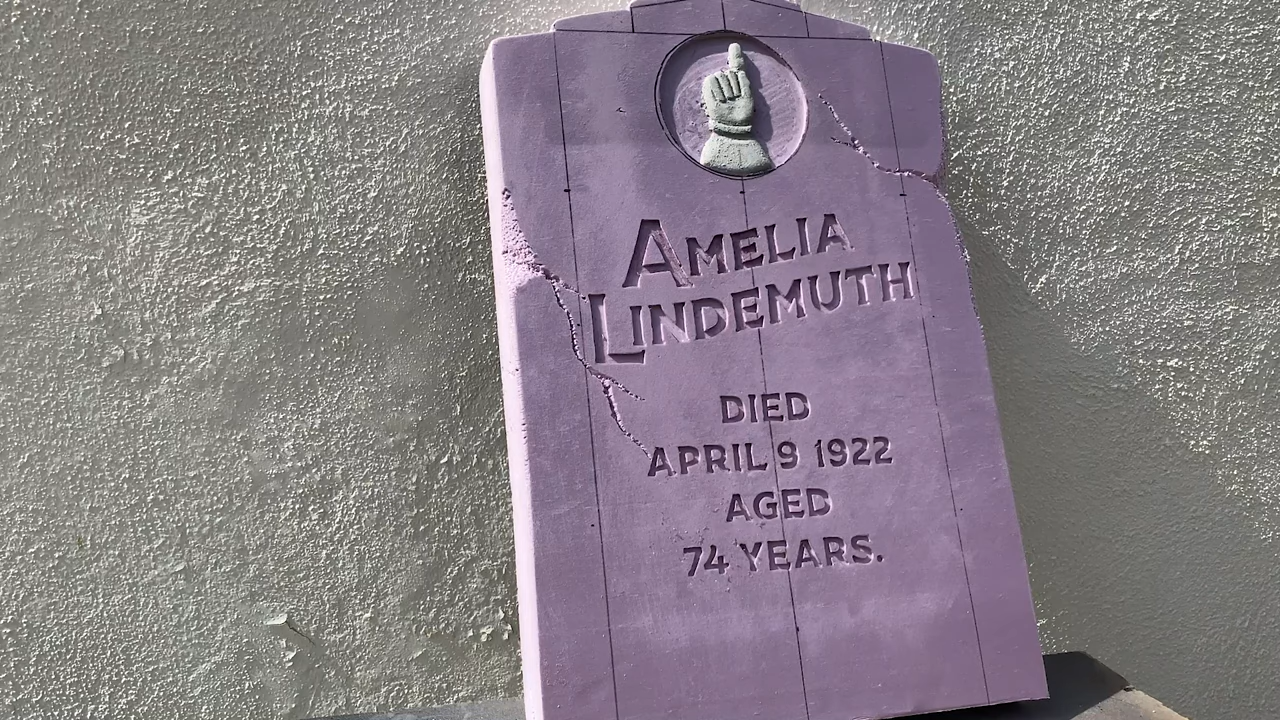 AMELIA
LINDEMUTH
DIED
APRIL 9 1922
AGED
74 YEARS.